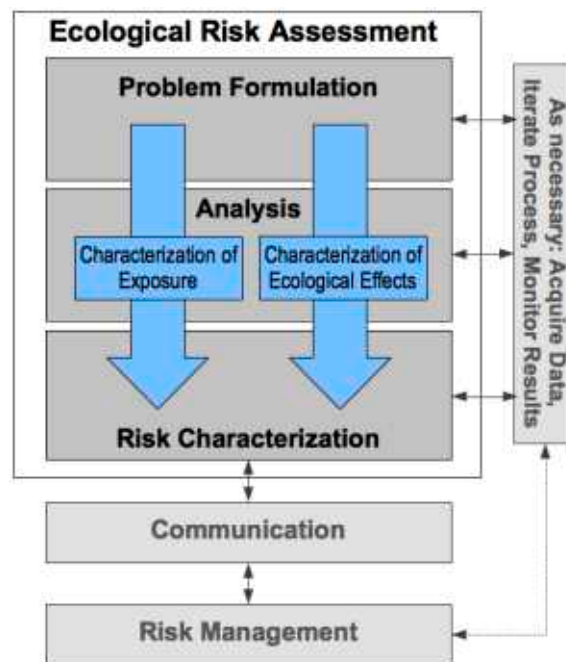 Ecological Risk Assessment
Problem Formulation
Analysis
Characterization of
Exposure
Characterization of
Ecological Effects
Risk Characterization
As necessary: Acquire Data,
Iterate Process, Monitor Results
Communication
Risk Management